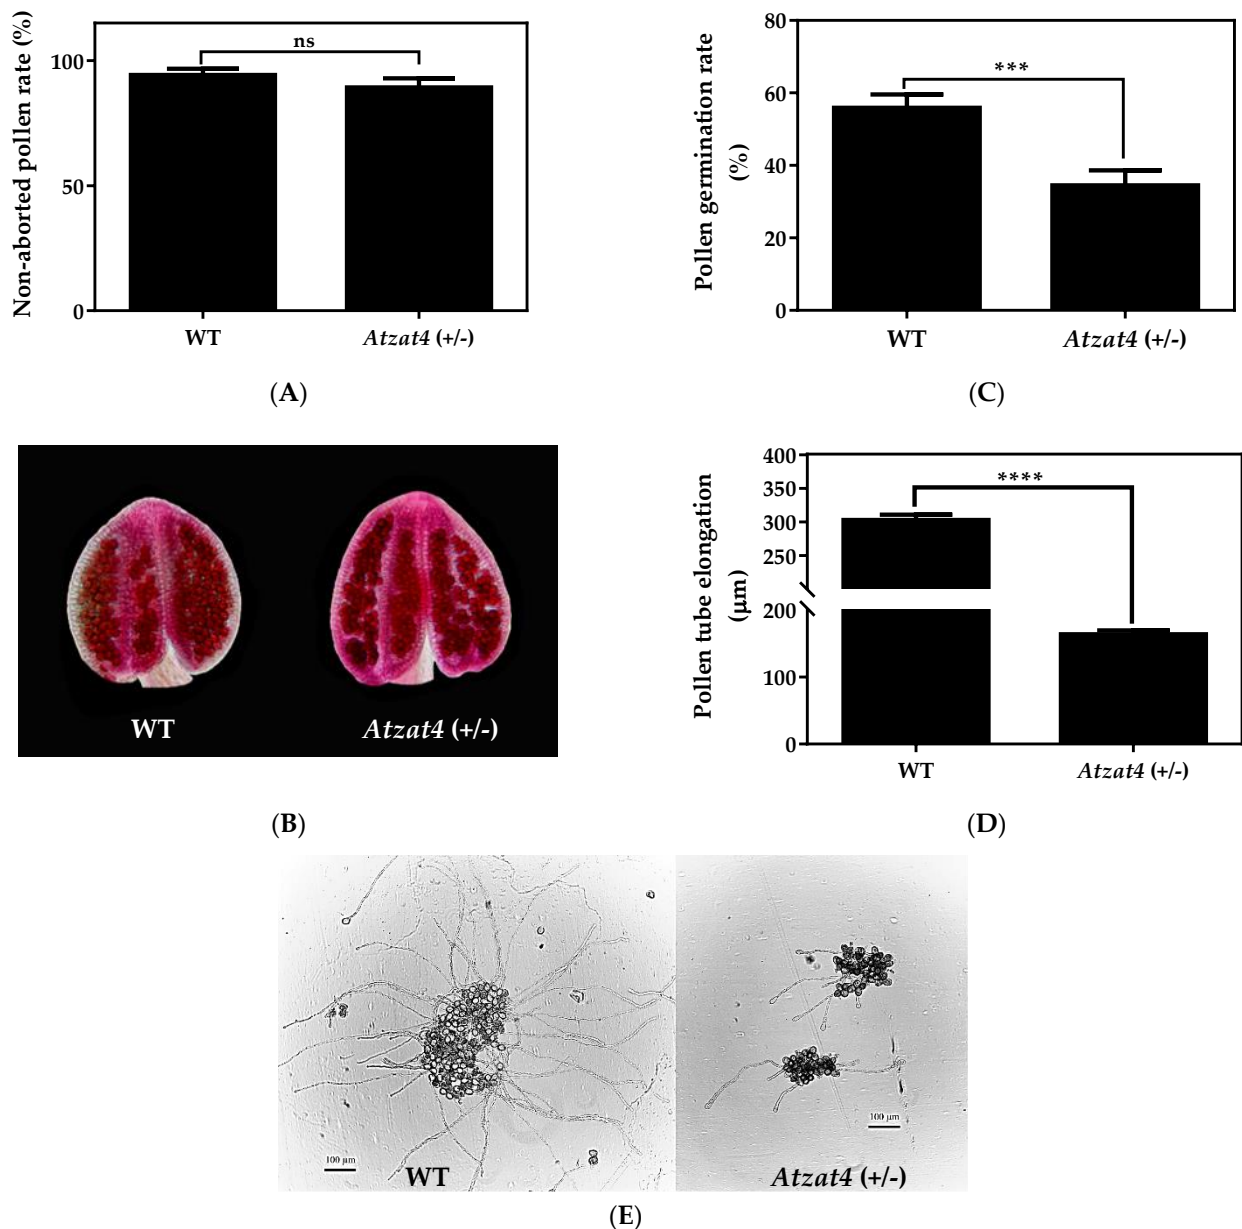 Non-aborted pollen rate (%)
100
50
0
ns
WT
Atzat4 (+/-)
(A)
Pollen germination rate
(%)
80
60
40
20
0
***
WT
Atzat4 (+/-)
(C)
WT
Atzat4 (+/-)
(B)
Pollen tube elongation
(µm)
400
350
300
250
200
100
0
****
WT
Atzat4 (+/-)
(D)
100 µm
WT
100 µm
Atzat4 (+/-)
(E)